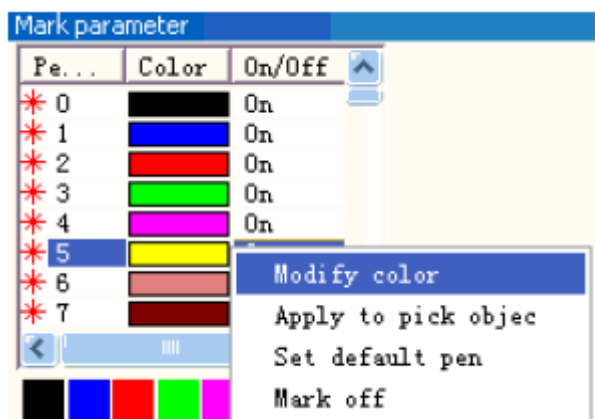 Mark parameter
Pe... Color On/Off
0 On
1 On
2 On
3 On
4 On
5
6
7
Modify color
Apply to pick objec
Set default pen
Mark off